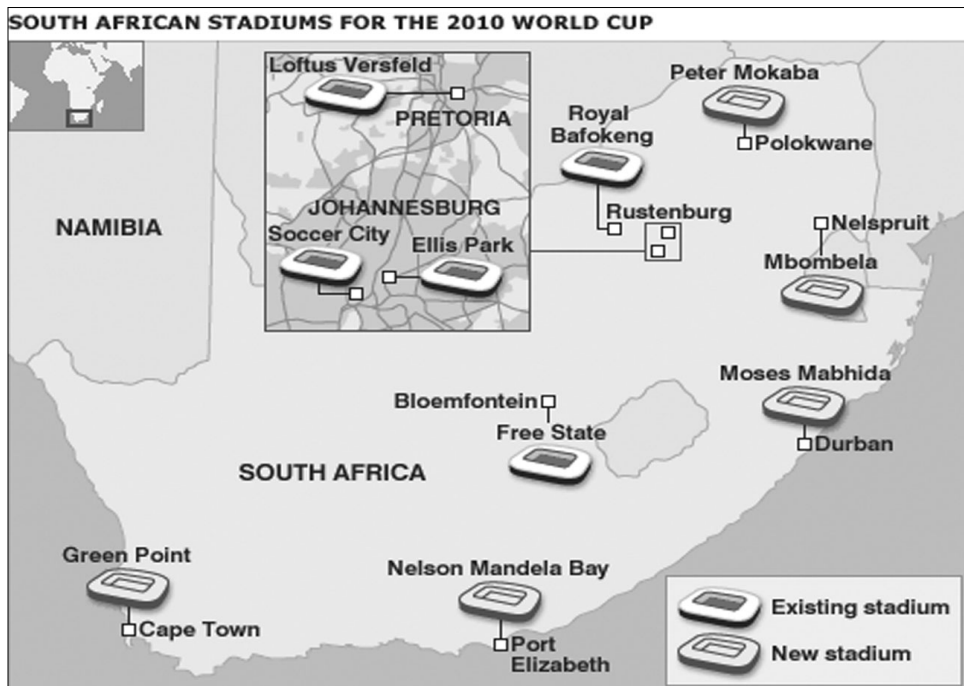 SOUTH AFRICAN STADIUMS FOR THE 2010 WORLD CUP
Loftus Versfeld
PRETORIA
JOHANNESBURG
Soccer City
Ellis Park
Peter Mokaba
Polokwane
Royal
Bafokeng
Rustenburg
Nelspruit
Mbombela
NAMIBIA
Moses Mabhida
Durban
Bloemfontein
Free State
SOUTH AFRICA
Green Point
Cape Town
Nelson Mandela Bay
Port
Elizabeth
Existing stadium
New stadium